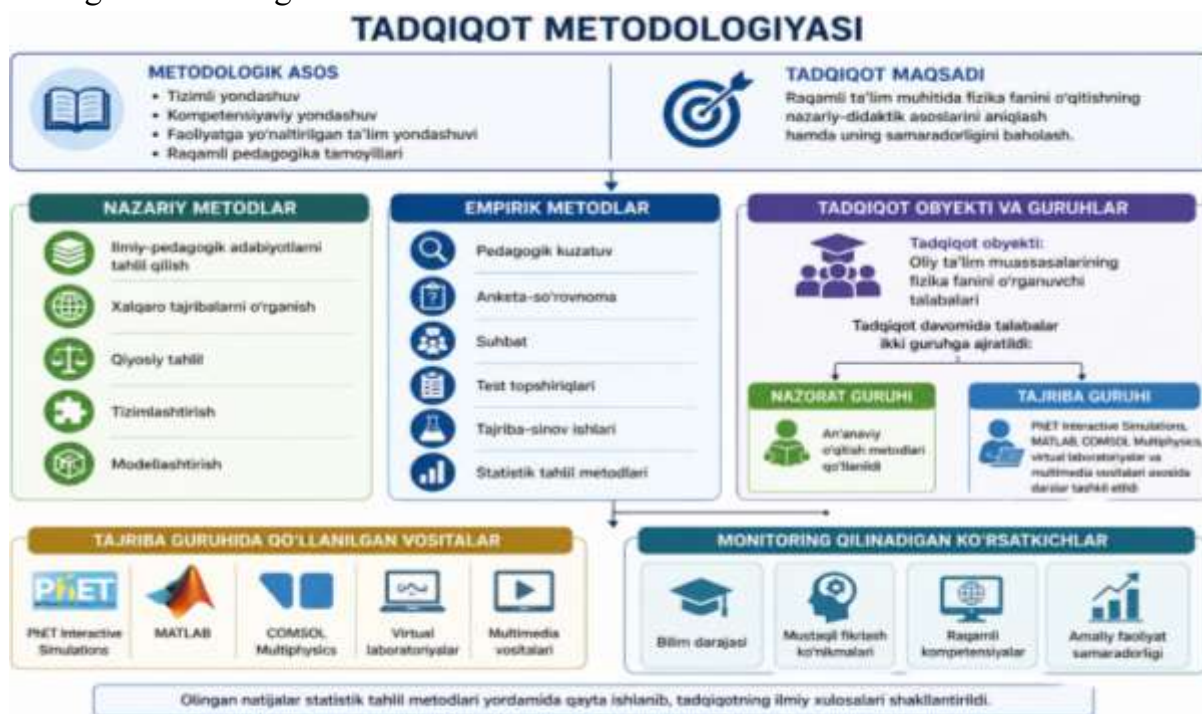 TADQIQOT METODOLOGIYASI
METODOLOGIK ASOS
• Tizimli yondashuv
• Kompetensiyaviy yondashuv
• Faoliyatga yo'naltirilgan ta'lim yondashuvi
• Raqamli pedagogika tamoyillari
TADQIQOT MAQSADI
Raqamli ta'lim muhitida fizika fanini o'qitishning
nazariy-didaktik asoslarini aniqlash
hamda uning samaradorligini baholash.
NAZARIY METODLAR
Ilmiy-pedagogik adabiyotlarni
tahlil qilish
Xalqaro tajribalarni o'rganish
Qiyosiy tahlil
Tizimlashtirish
Modellashtirish
EMPIRIK METODLAR
Pedagogik kuzatuv
Anketa-so'rovnoma
Suhbat
Test topshiriqlari
Tajriba-sinov ishlari
Statistik tahlil metodlari
TADQIQOT OBYEKTI VA GURUHLAR
Tadqiqot obyekti:
Oliy ta'lim muassasalarining
fizika fanini o'rganuvchi
talabalari
Tadqiqot davomida talabalar
ikki guruhga ajratildi:
NAZORAT GURUHI
An'anaviy
o'qitish metodlari
qo'llanildi
TAJRIBA GURUHI
PhET Interactive Simulations,
MATLAB, COMSOL Multiphysics,
virtual laboratoriyalar va
multimedia vositalari asosida
darslar tashkil etildi
TAJRIBA GURUHIDA QO'LLANILGAN VOSITALAR
PhET
PhET Interactive
Simulations
MATLAB
COMSOL
Multiphysics
Virtual
laboratoriyalar
Multimedia
vositalari
MONITORING QILINADIGAN KO'RSATKICHLAR
Bilim darajasi
Mustaqil fikrlash
ko'nikmalari
Raqamli
kompetensiyalar
Amaliy faoliyat
samaradorligi
Olingan natijalar statistik tahlil metodlari yordamida qayta ishlanib, tadqiqotning ilmiy xulosalari shakllantirildi.